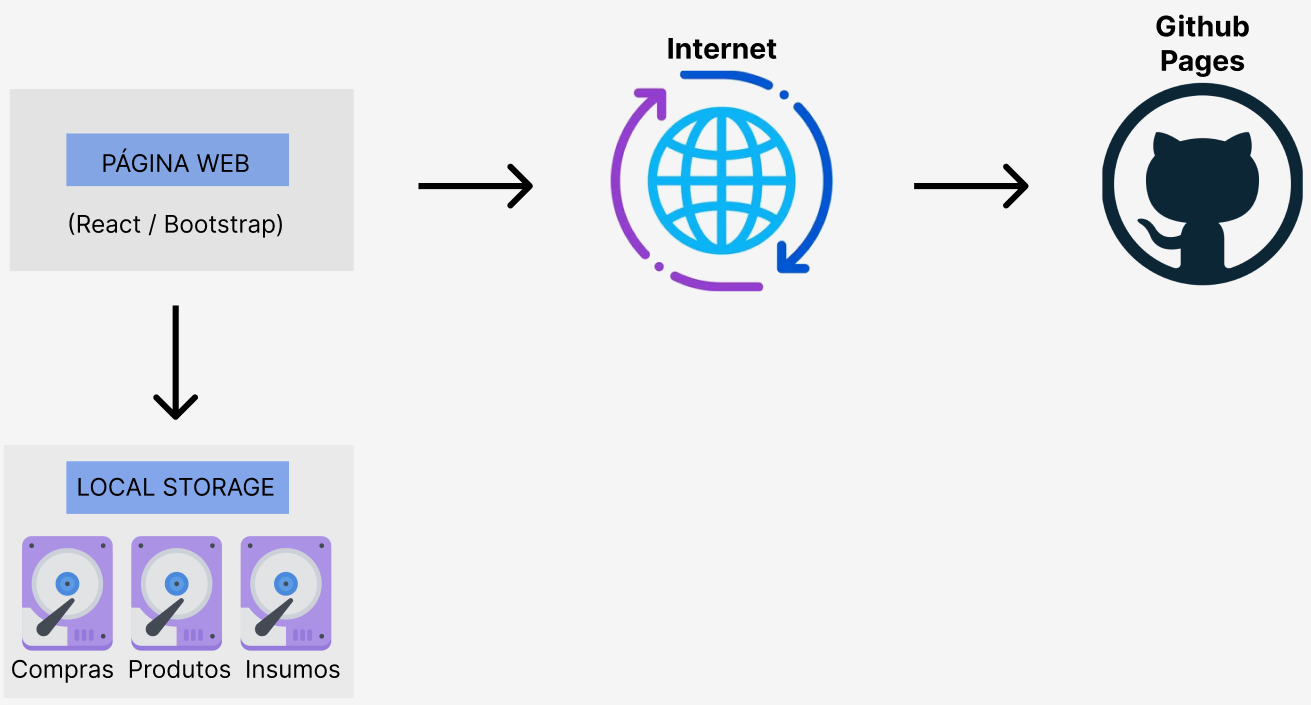 Github
Pages
Internet
PÁGINA WEB
(React / Bootstrap)
LOCAL STORAGE
Compras Produtos Insumos